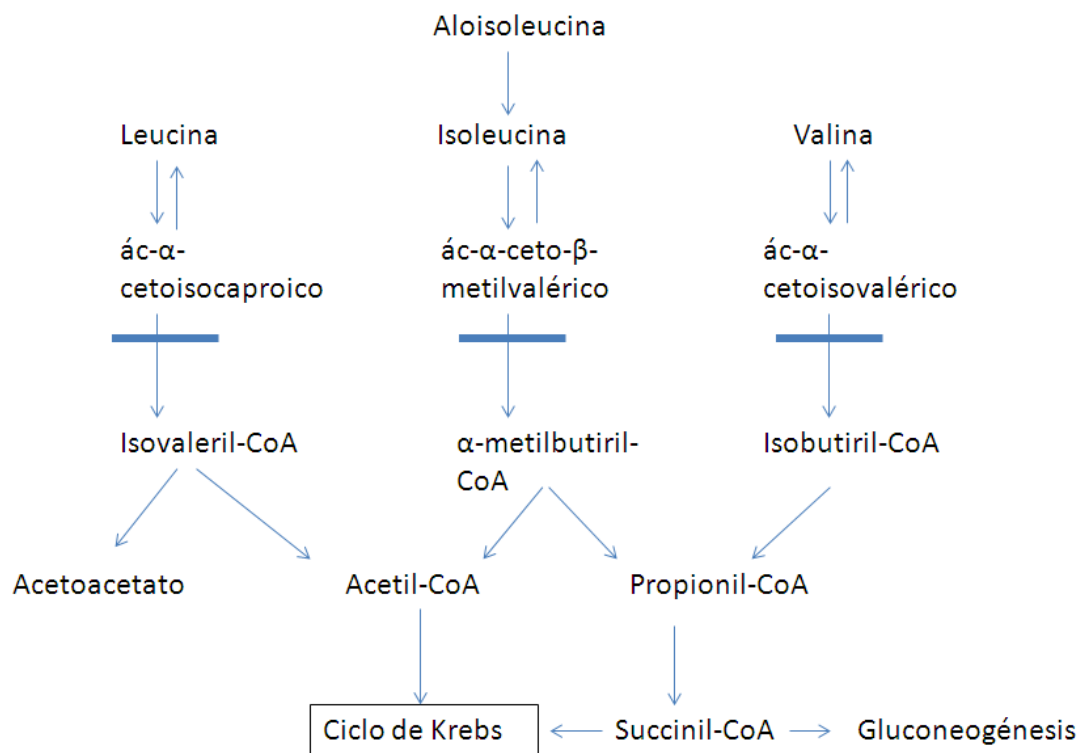 Aloisoleucina
Leucina
Isoleucina
Valina
ác-α-
cetoisocaproico
ác-α-ceto-β-
metilvalérico
ác-α-
cetoisovalérico
Isovaleril-CoA
α-metilbutiril-
CoA
Isobutiril-CoA
Acetoacetato
Acetil-CoA
Propionil-CoA
Ciclo de Krebs
Succinil-CoA
Gluconeogénesis